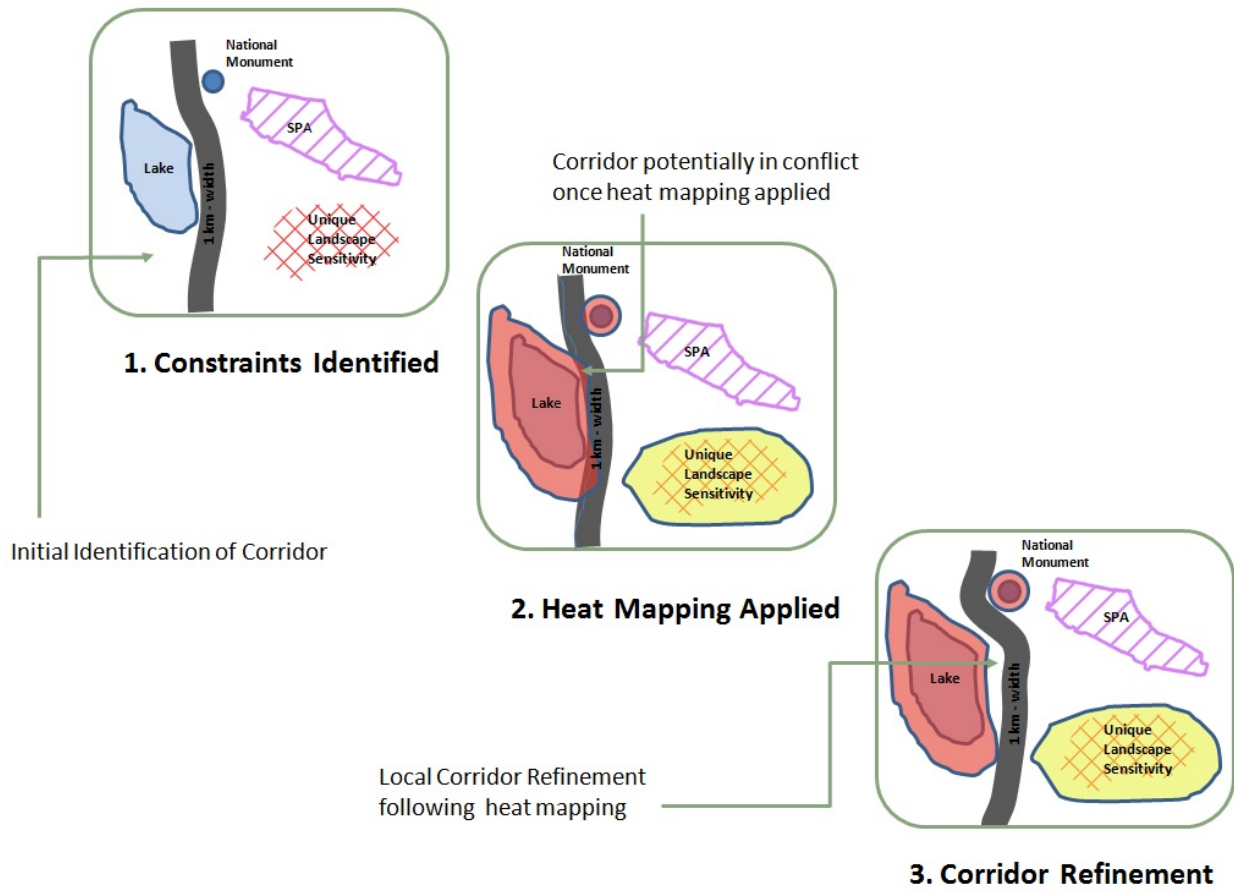 National
Monument
SPA
Lake
1 km - width
Unique
Landscape
Sensitivity
1. Constraints Identified
Initial Identification of Corridor
Corridor potentially in conflict
once heat mapping applied
National
Monument
SPA
Lake
1 km - width
Unique
Landscape
Sensitivity
2. Heat Mapping Applied
National
Monument
SPA
Lake
1 km - width
Unique
Landscape
Sensitivity
Local Corridor Refinement
following heat mapping
3. Corridor Refinement